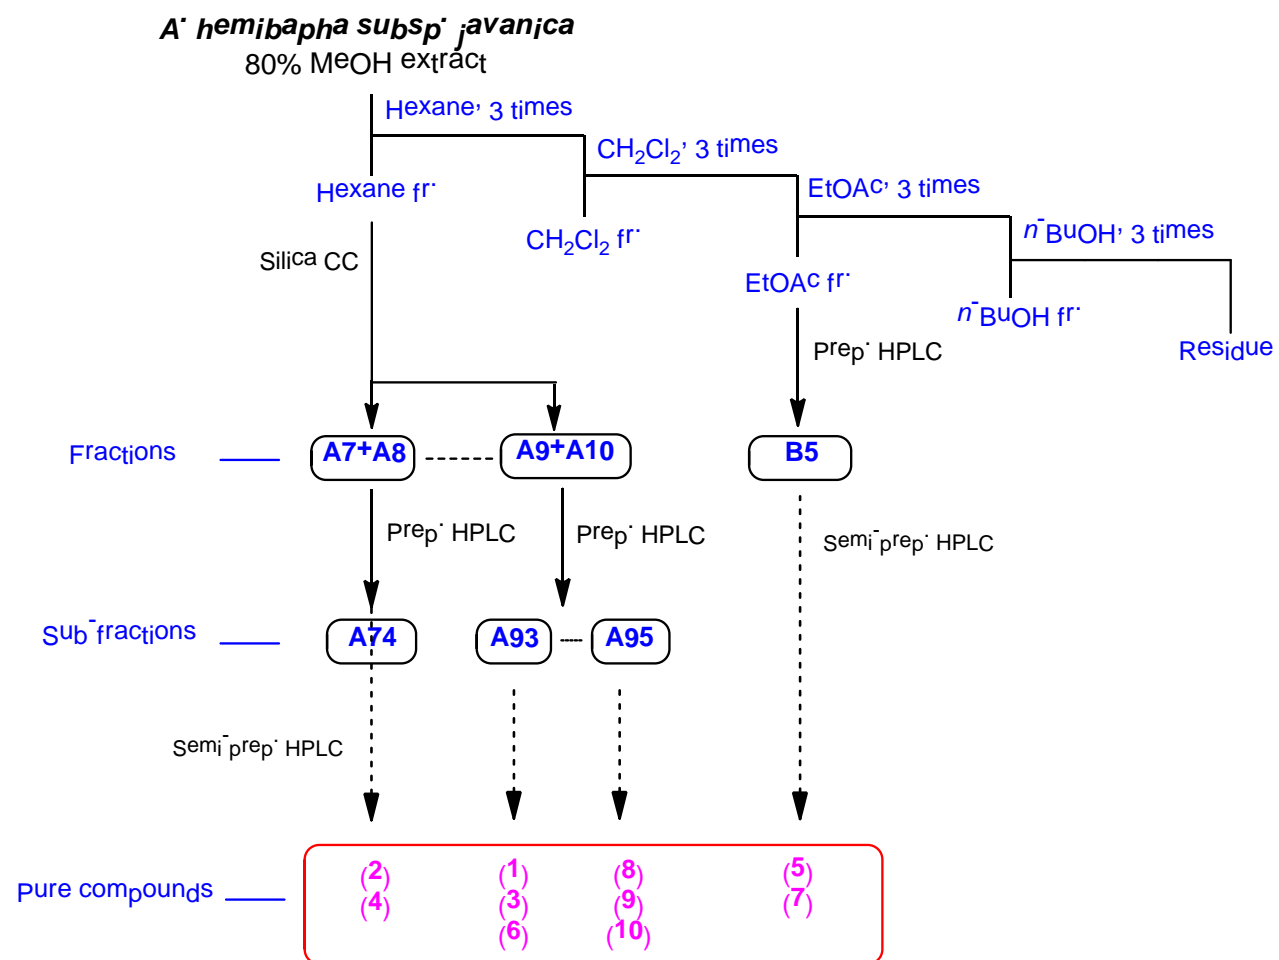 A. hemibapha subsp. javanica
80% MeOH extract
Hexane, 3 times
CH2Cl2, 3 times
Hexane fr.
EtOAc, 3 times
CH2Cl2 fr.
n-BuOH, 3 times
Silica CC
EtOAc fr.
n-BuOH fr.
Prep. HPLC
Residue
Fractions
A7+A8
A9+A10
B5
Prep. HPLC
Prep. HPLC
Semi-prep. HPLC
Sub-fractions
A74
A93
A95
Semi-prep. HPLC
Pure compounds
(2)
(4)
(1)
(3)
(6)
(8)
(9)
(10)
(5)
(7)